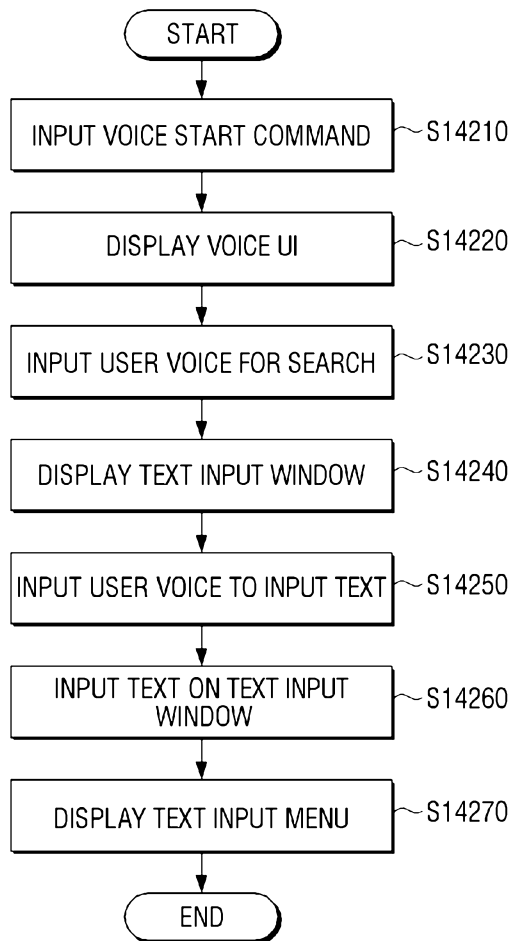 START
INPUT VOICE START COMMAND
S14210
DISPLAY VOICE UI
S14220
INPUT USER VOICE FOR SEARCH
S14230
DISPLAY TEXT INPUT WINDOW
S14240
INPUT USER VOICE TO INPUT TEXT
S14250
INPUT TEXT ON TEXT INPUT
WINDOW
S14260
DISPLAY TEXT INPUT MENU
S14270
END